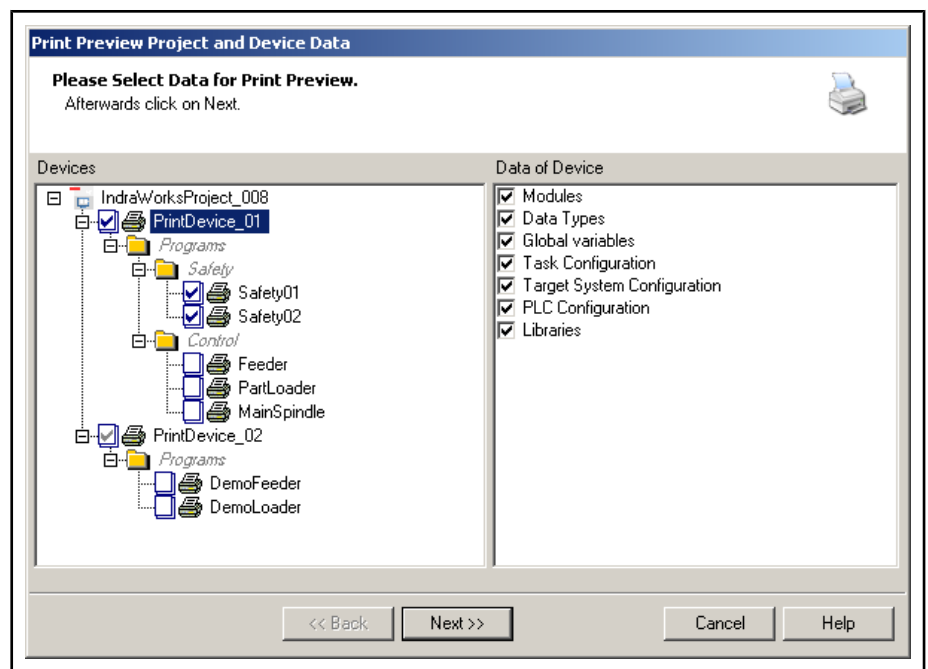 Print Preview Project and Device Data
Please Select Data for Print Preview.
Afterwards click on Next.
Devices
IndraWorksProject_008
PrintDevice_01
Programs
Safety
Safety01
Safety02
Control
Feeder
PartLoader
MainSpindle
PrintDevice_02
Programs
DemoFeeder
DemoLoader
Data of Device
Modules
Data Types
Global variables
Task Configuration
Target System Configuration
PLC Configuration
Libraries
<< Back
Next >>
Cancel
Help